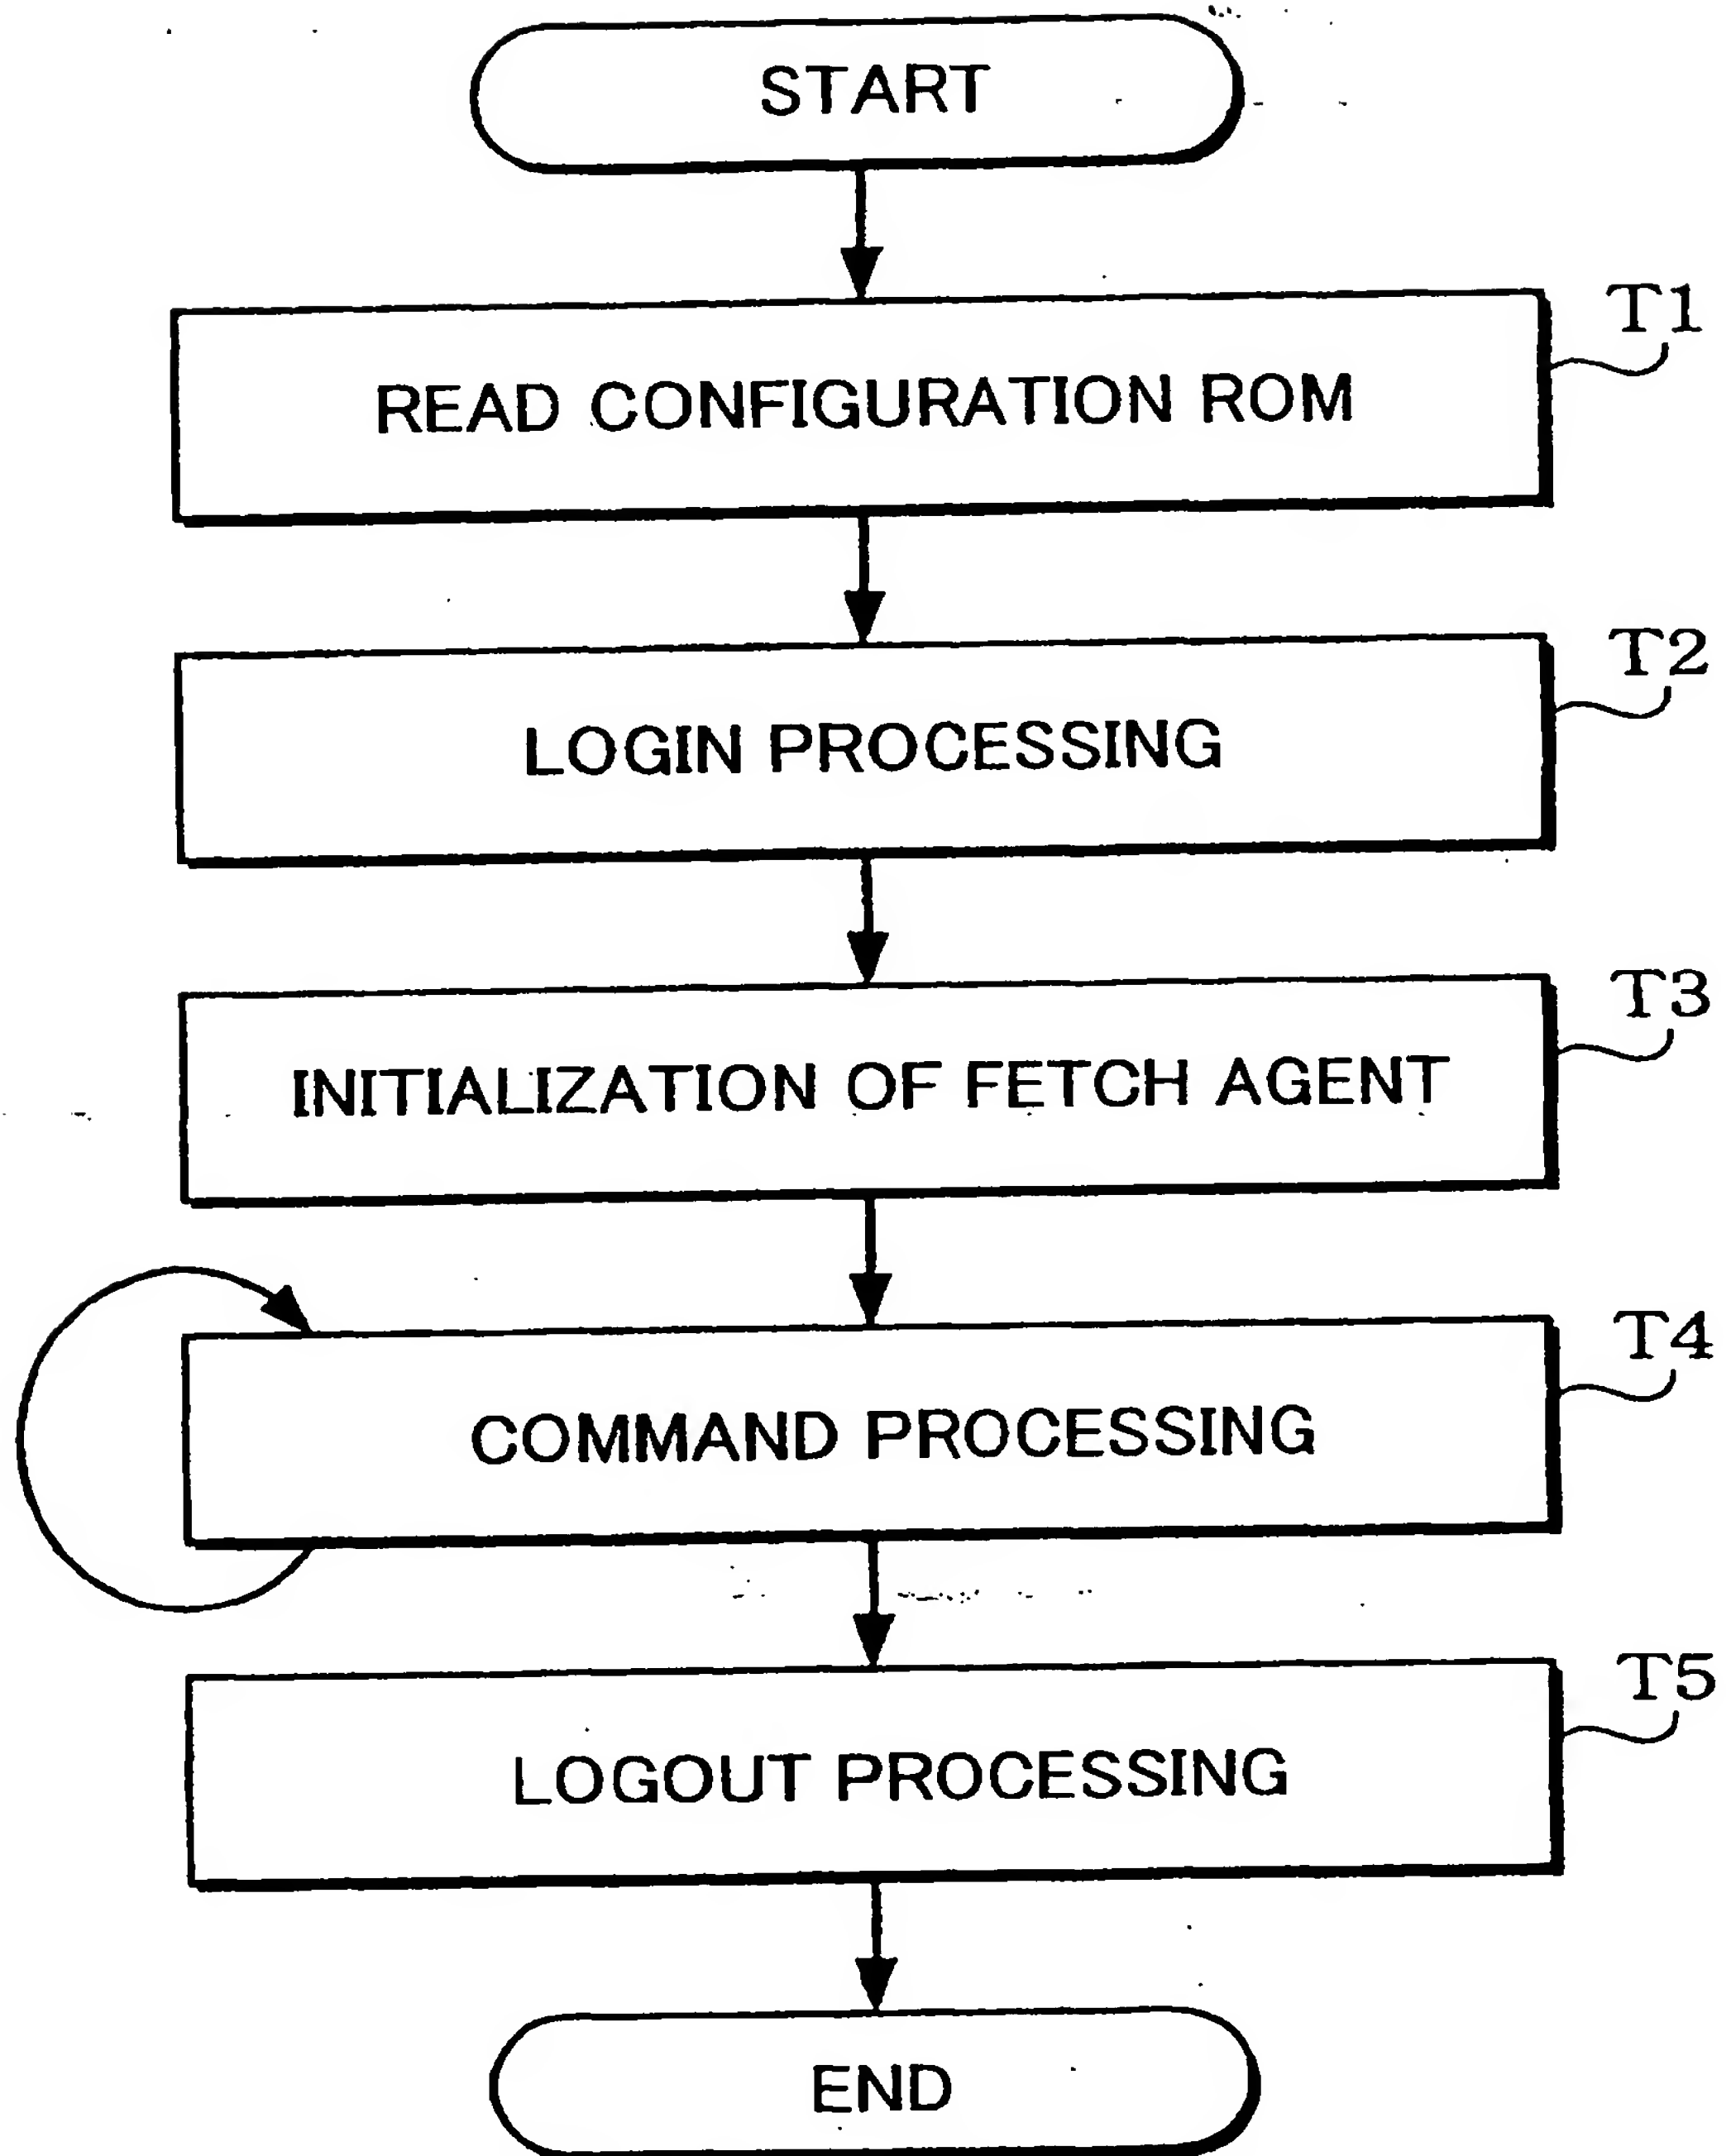 START
T1
READ CONFIGURATION ROM
T2
LOGIN PROCESSING
T3
INITIALIZATION OF FETCH AGENT
T4
COMMAND PROCESSING
T5
LOGOUT PROCESSING
END